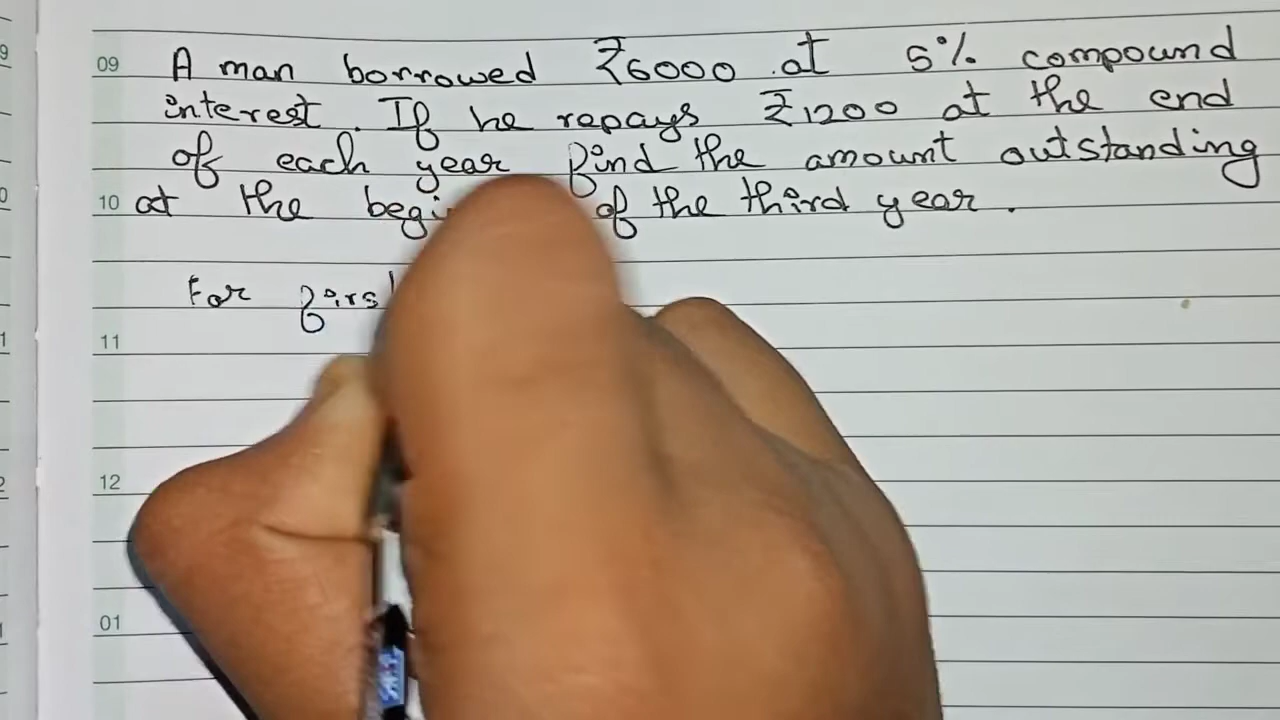 09 A man borrowed ₹6000 at 5% compound
interest. If he repays ₹1200 at the end
of each year find the amount outstanding
10 at the of the third year.
For
11
12
01